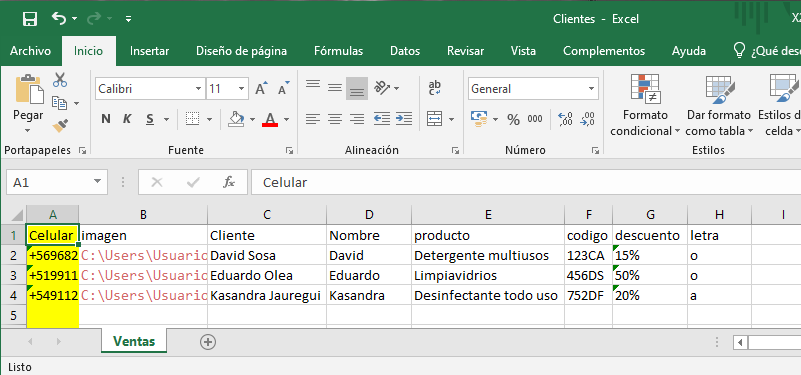 Clientes - Excel
Archivo Inicio Insertar Diseño de página Fórmulas Datos Revisar Vista Complementos Ayuda ¿Qué des
Pegar
Calibri 11
N K S
A A
ab
c
General
% 000
Formato condicional
Dar formato como tabla
Estilos d celda
Portapapeles Fuente Alineación Número Estilos
A1 fx Celular
A B C D E F G H I
1 Celular imagen Cliente Nombre producto codigo descuento letra
2 +569682 C:\Users\Usuario David Sosa David Detergente multiusos 123CA 15% o
3 +519911 C:\Users\Usuario Eduardo Olea Eduardo Limpiavidrios 456DS 50% o
4 +549112 C:\Users\Usuario Kasandra Jauregui Kasandra Desinfectante todo uso 752DF 20% a
5
Ventas
Listo